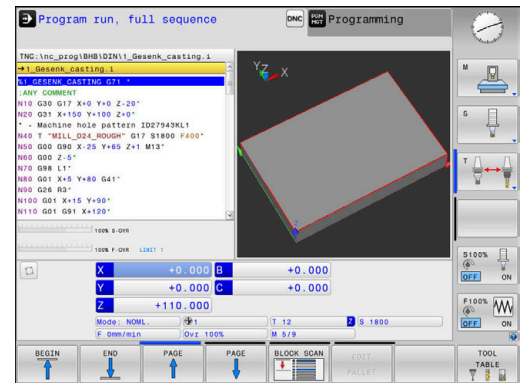 Program run, full sequence
DNC PGM MGT Programming
TNC:\nc_prog\BHB\DIN\1_Gesenk_casting.i
→1_Gesenk_casting.i
%1_GESENK_CASTING G71 *
;ANY COMMENT
N10 G30 G17 X+0 Y+0 Z-20*
N20 G31 X+150 Y+100 Z+0*
* - Machine hole pattern ID27943KL1
N40 T "MILL_D24_ROUGH" G17 S1800 F400*
N50 G00 G90 X-25 Y+65 Z+1 M13*
N60 G00 Z-5*
N70 G98 L1*
N80 G01 X+5 Y+80 G41*
N90 G26 R3*
N100 G01 X+15 Y+90*
N110 G01 G91 X+120*
Y Z X
Z
100% S-OVR
100% F-OVR LIMIT 1
X +0.000 B +0.000
Y +0.000 C +0.000
Z +110.000
Mode: NOML. 1 T 12 Z S 1800
F 0mm/min Ovr 100% M 5/9
M
S
T
S100%
OFF ON
F100%
OFF ON
BEGIN
END
PAGE
PAGE
BLOCK SCAN
EDIT
PALLET
TOOL
TABLE